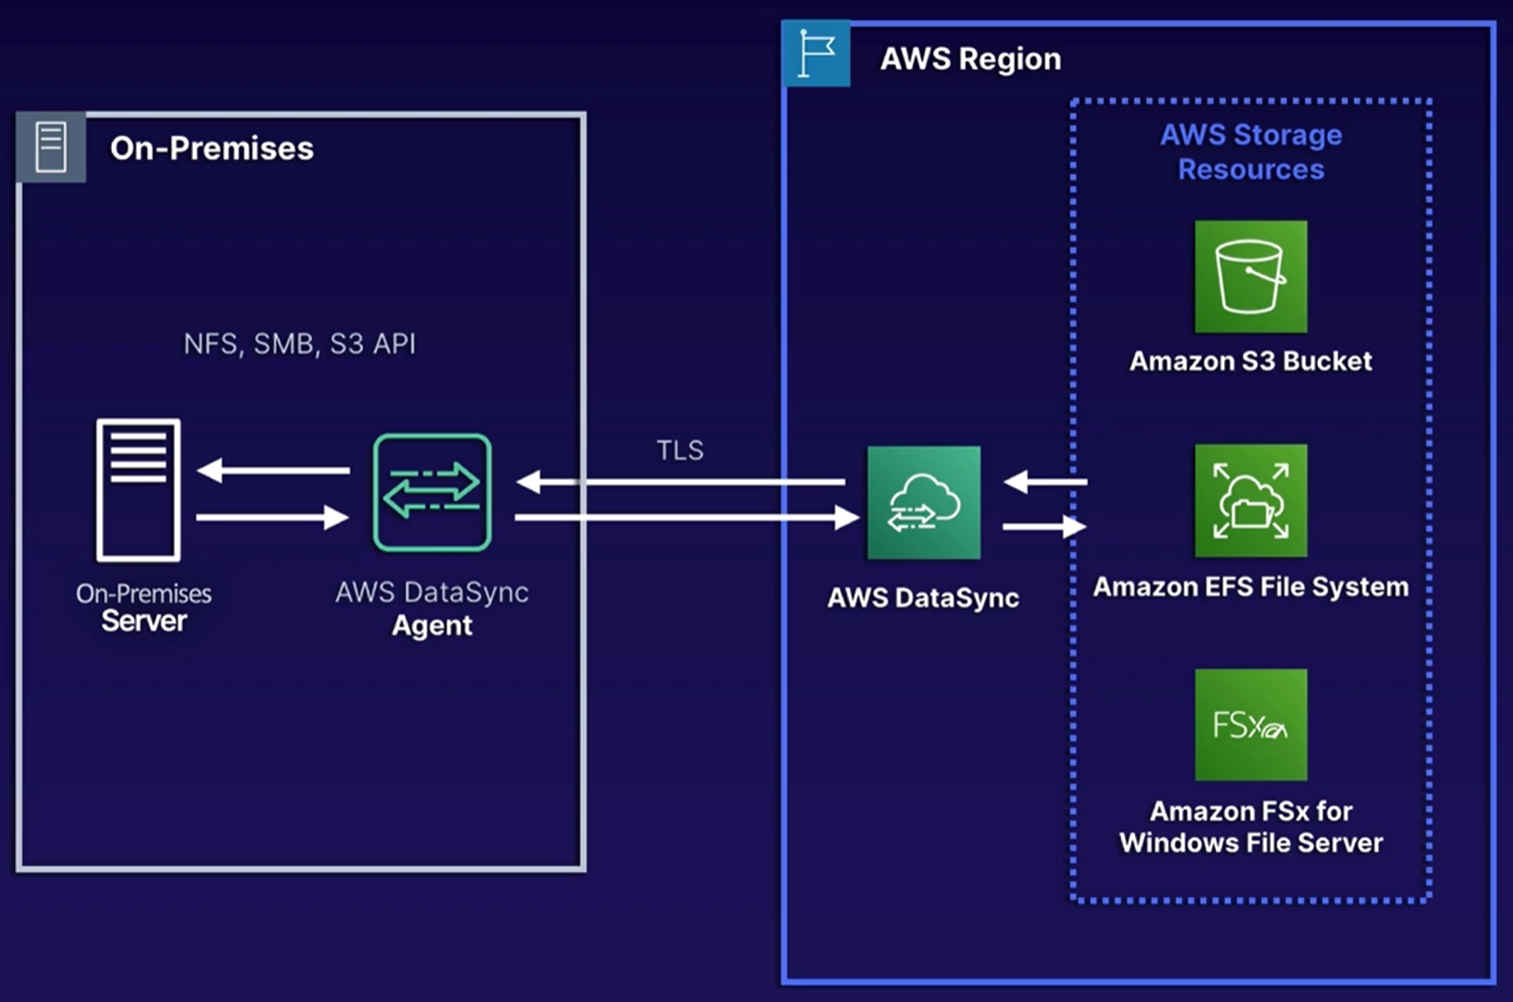 AWS Region
On-Premises
AWS Storage
Resources
NFS, SMB, S3 API
Amazon S3 Bucket
TLS
On-Premises
Server
AWS DataSync
Agent
AWS DataSync
Amazon EFS File System
FSx
Amazon FSx for
Windows File Server